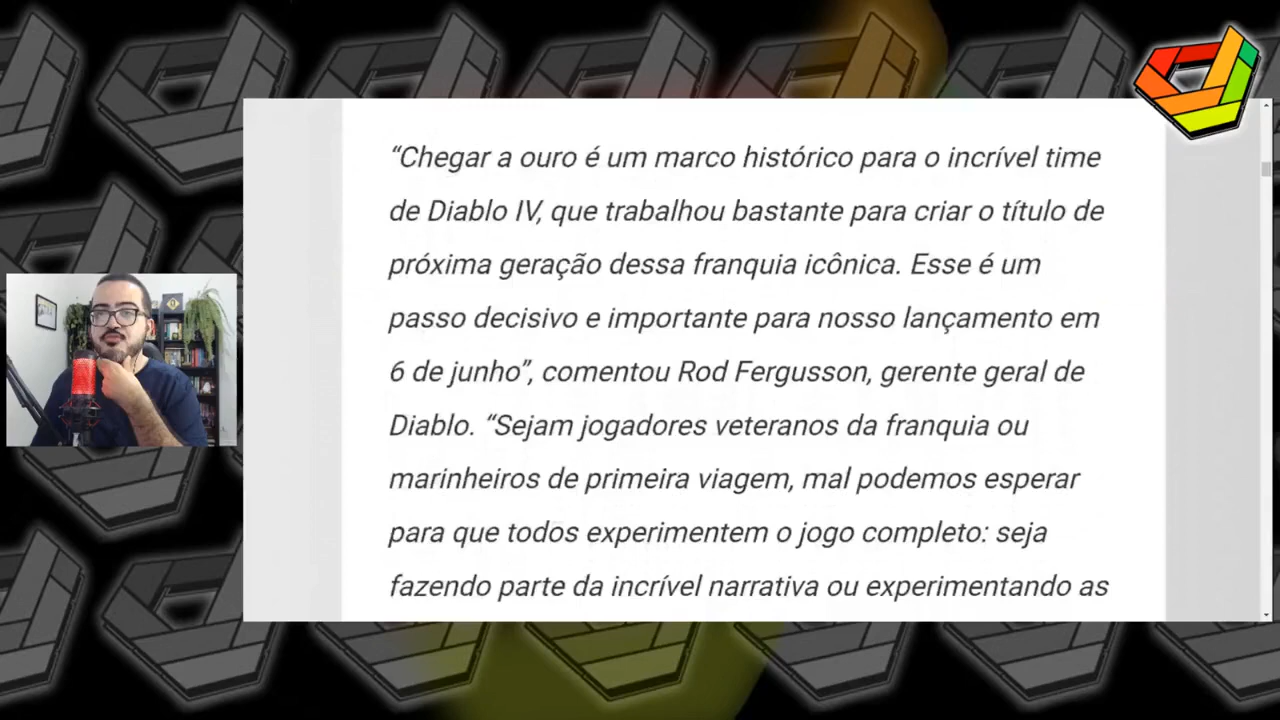 “Chegar a ouro é um marco histórico para o incrível time
de Diablo IV, que trabalhou bastante para criar o título de
próxima geração dessa franquia icônica. Esse é um
passo decisivo e importante para nosso lançamento em
6 de junho”, comentou Rod Fergusson, gerente geral de
Diablo. “Sejam jogadores veteranos da franquia ou
marinheiros de primeira viagem, mal podemos esperar
para que todos experimentem o jogo completo: seja
fazendo parte da incrível narrativa ou experimentando as